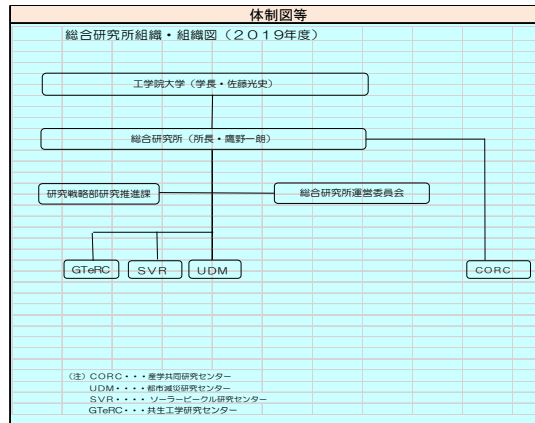 体制図等
総合研究所組織・組織図（２０１９年度）
工学院大学（学長・佐藤光史）
総合研究所（所長・鷹野一朗）
研究戦略部研究推進課
総合研究所運営委員会
GTeRC
ＳＶＲ
ＵＤＭ
ＣＯＲＣ
（注）ＣＯＲＣ・・・産学共同研究センター
ＵＤＭ・・・・都市減災研究センター
ＳＶＲ・・・・ソーラービークル研究センター
GTeRC・・・共生工学研究センター